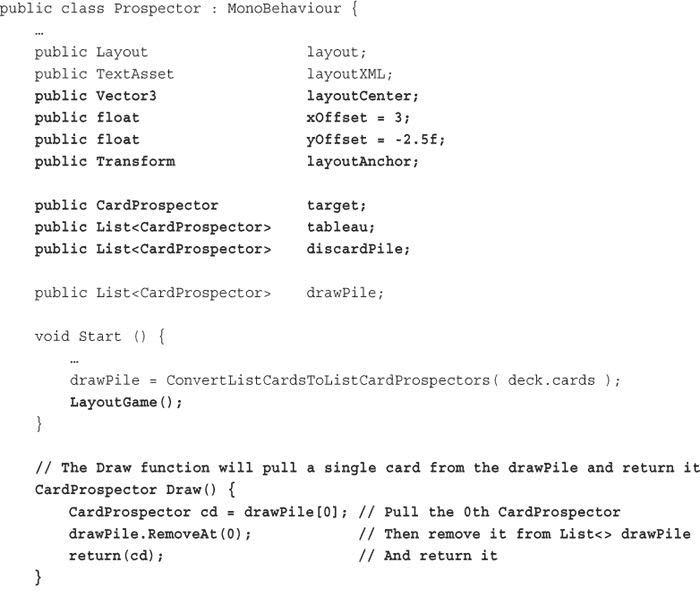 public class Prospector : MonoBehaviour {
…
public Layout layout;
public TextAsset layoutXML;
public Vector3 layoutCenter;
public float xOffset = 3;
public float yOffset = -2.5f;
public Transform layoutAnchor;
public CardProspector target;
public List<CardProspector> tableau;
public List<CardProspector> discardPile;
public List<CardProspector> drawPile;
void Start () {
…
drawPile = ConvertListCardsToListCardProspectors( deck.cards );
LayoutGame();
}
// The Draw function will pull a single card from the drawPile and return it
CardProspector Draw() {
CardProspector cd = drawPile[0]; // Pull the 0th CardProspector
drawPile.RemoveAt(0); // Then remove it from List<> drawPile
return(cd); // And return it
}